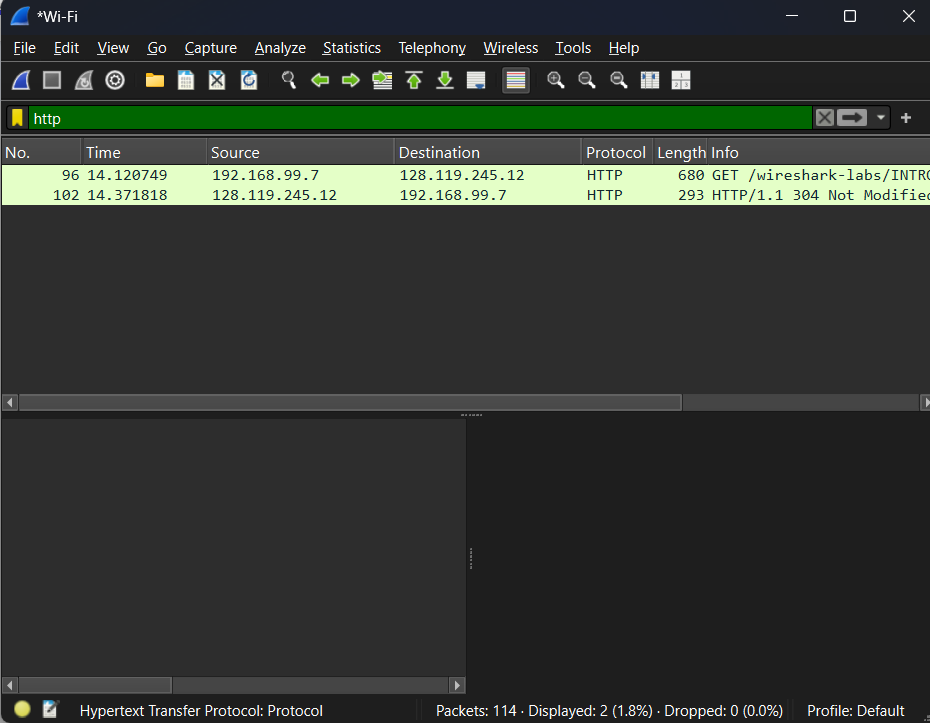 *Wi-Fi
File Edit View Go Capture Analyze Statistics Telephony Wireless Tools Help
http
No. Time Source Destination Protocol Length Info
96 14.120749 192.168.99.7 128.119.245.12 HTTP 680 GET /wireshark-labs/INTRO
102 14.371818 128.119.245.12 192.168.99.7 HTTP 293 HTTP/1.1 304 Not Modified
Hypertext Transfer Protocol: Protocol Packets: 114 · Displayed: 2 (1.8%) · Dropped: 0 (0.0%) Profile: Default